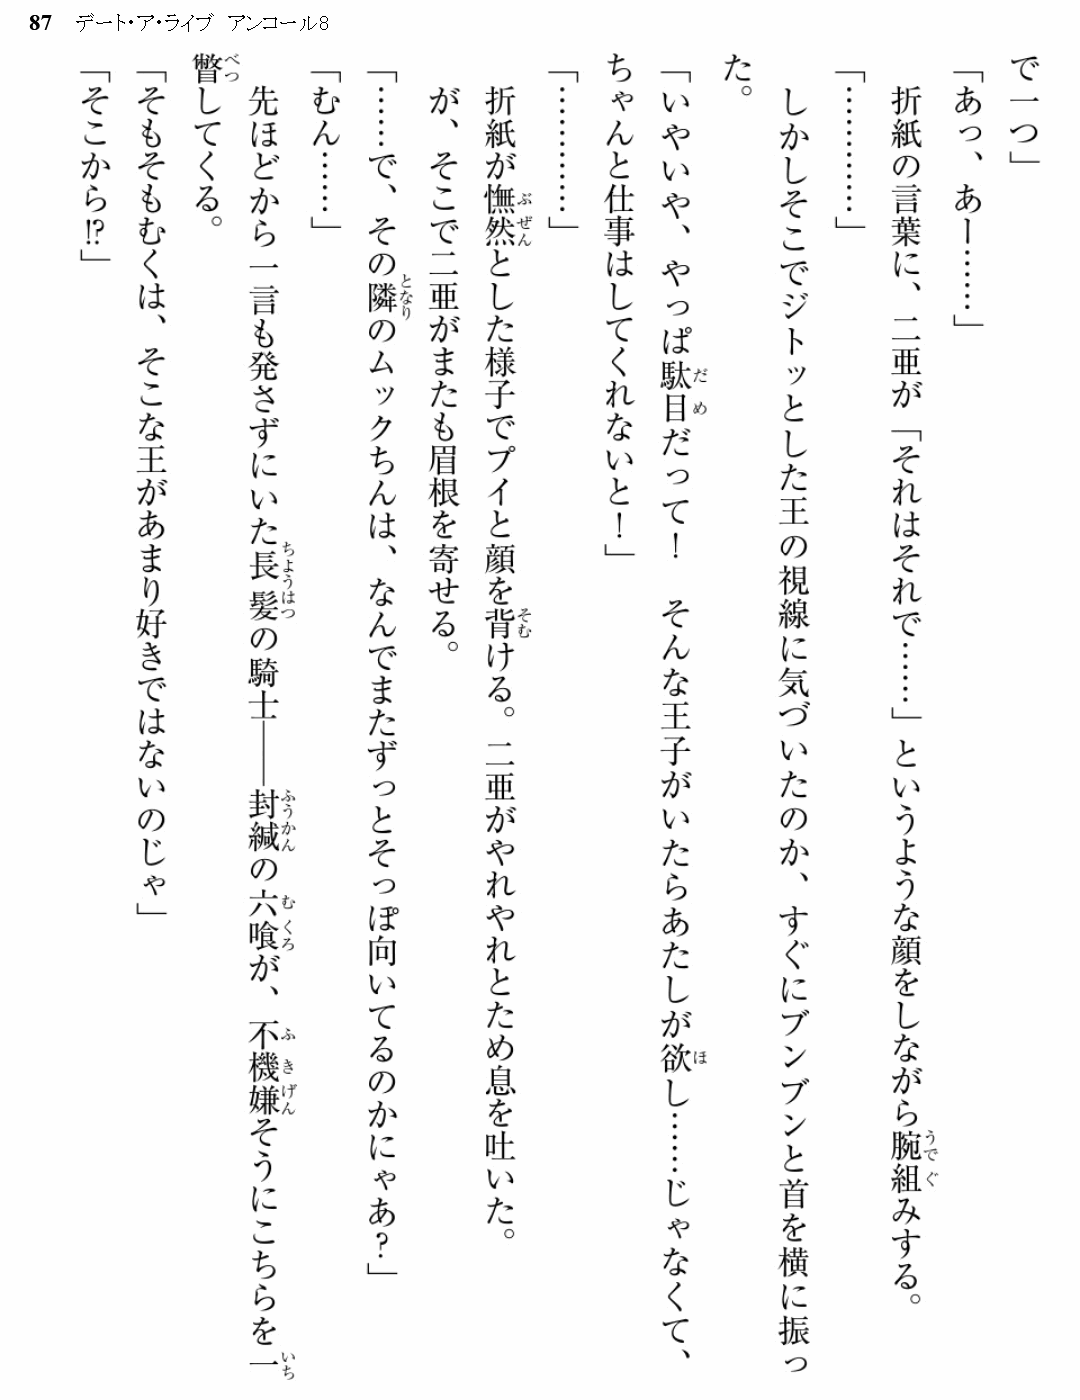 87 デート・ア・ライブ アンコール8
で一つ」
「あっ、あー……」
折紙の言葉に、二亜が「それはそれで……」というような顔をしながら腕組みする。
「…………」
しかしそこでジトッとした王の視線に気づいたのか、すぐにブンブンと首を横に振っ
た。
「いやいや、やっぱ駄目だって！　そんな王子がいたらあたしが欲し……じゃなくて、
ちゃんと仕事はしてくれないと！」
「…………」
折紙が憮然とした様子でプイと顔を背ける。二亜がやれやれとため息を吐いた。
が、そこで二亜がまたも眉根を寄せる。
「……で、その隣のムックちんは、なんでまたずっとそっぽ向いてるのかにゃあ？」
「むん……」
先ほどから一言も発さずにいた長髪の騎士――封緘の六喰が、不機嫌そうにこちらを一
瞥してくる。
「そもそもむくは、そこな王があまり好きではないのじゃ」
「そこから!?」